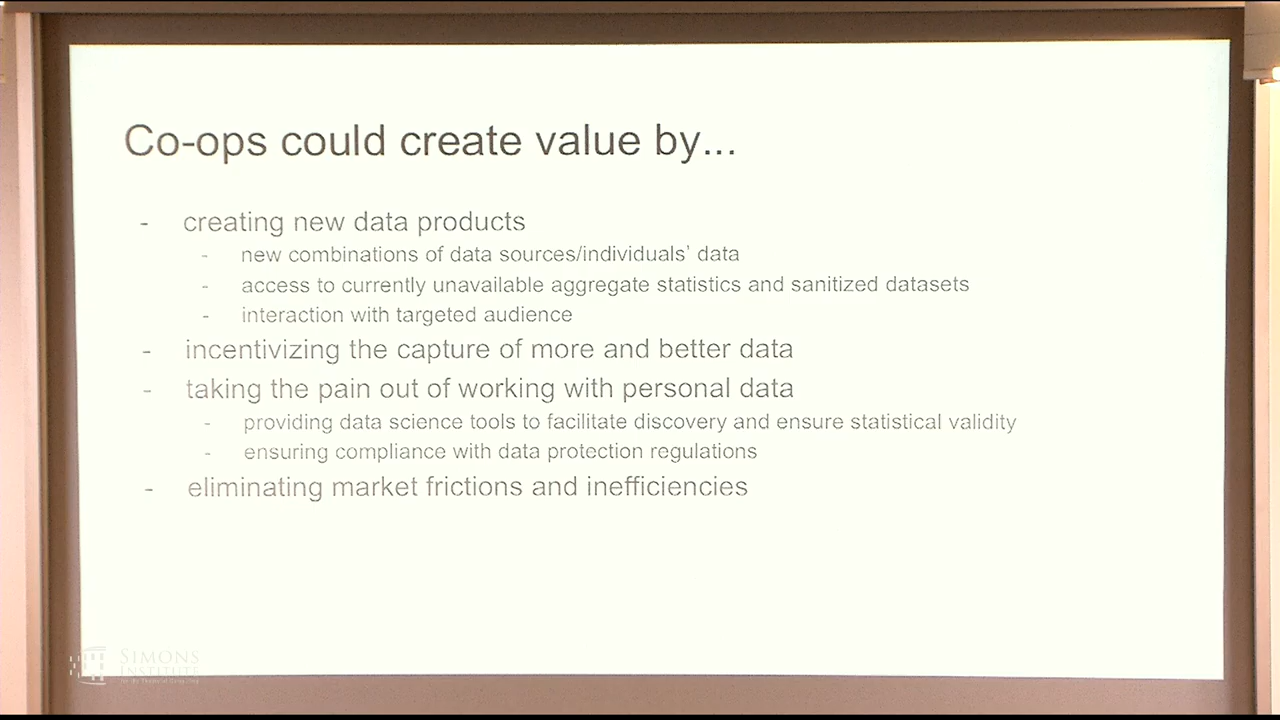 Co-ops could create value by...
- creating new data products
- new combinations of data sources/individuals' data
- access to currently unavailable aggregate statistics and sanitized datasets
- interaction with targeted audience
- incentivizing the capture of more and better data
- taking the pain out of working with personal data
- providing data science tools to facilitate discovery and ensure statistical validity
- ensuring compliance with data protection regulations
- eliminating market frictions and inefficiencies
SIMONS
INSTITUTE